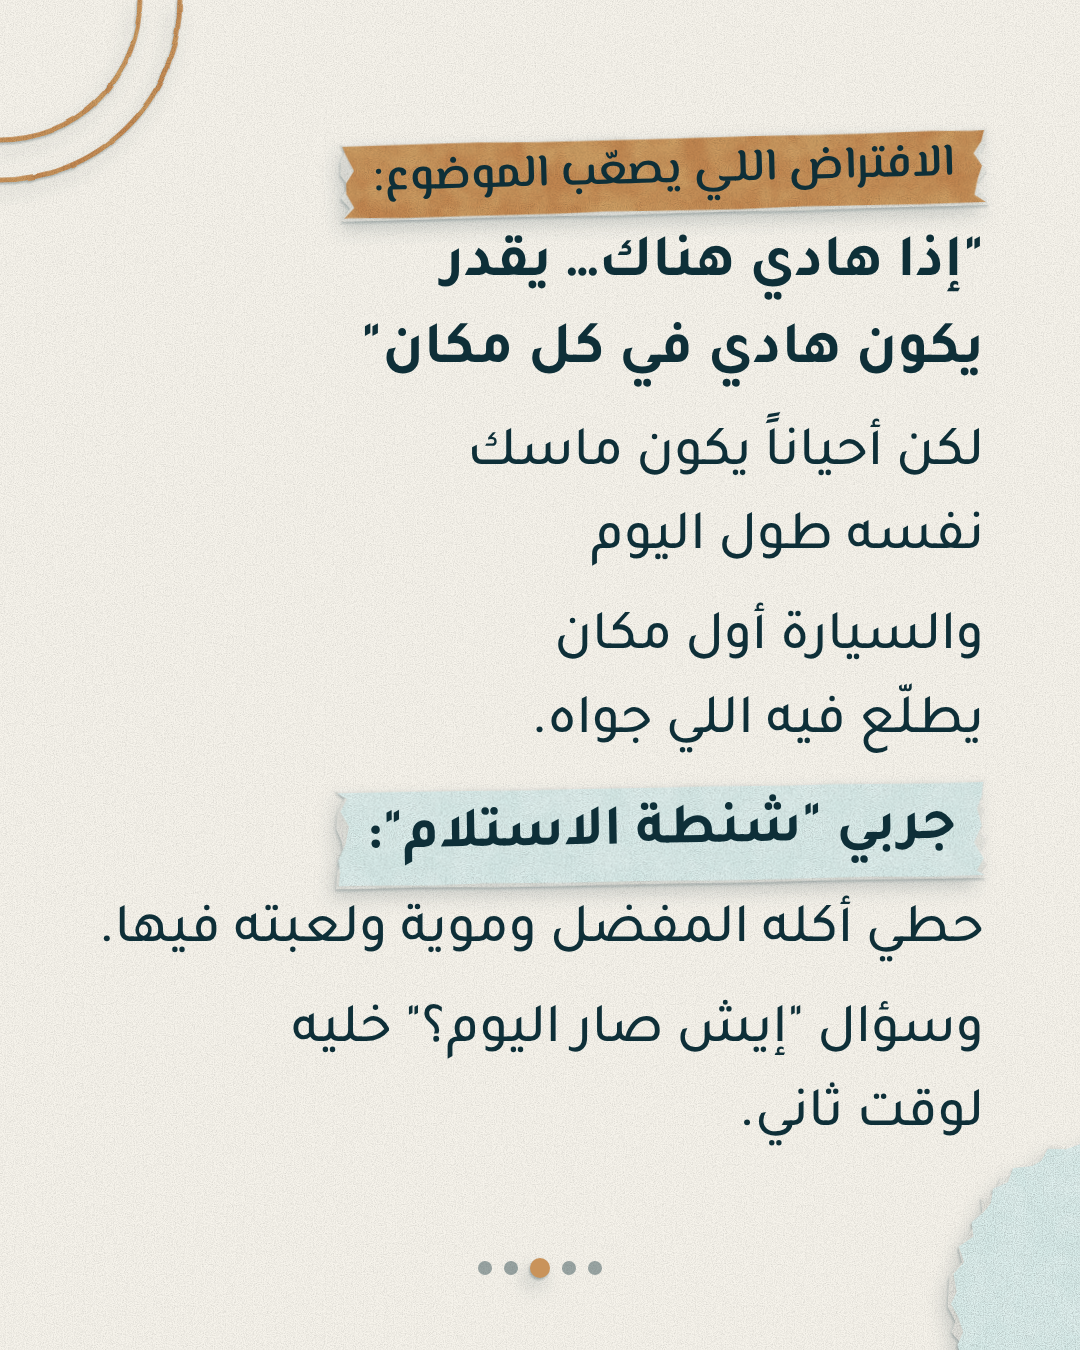 الافتراض اللي يصعّب الموضوع:
"إذا هادي هناك... يقدر
يكون هادي في كل مكان"
لكن أحياناً يكون ماسك
نفسه طول اليوم
والسيارة أول مكان
يطلّع فيه اللي جواه.
جربي "شنطة الاستلام":
حطي أكله المفضل وموية ولعبته فيها.
وسؤال "إيش صار اليوم؟" خليه
لوقت ثاني.